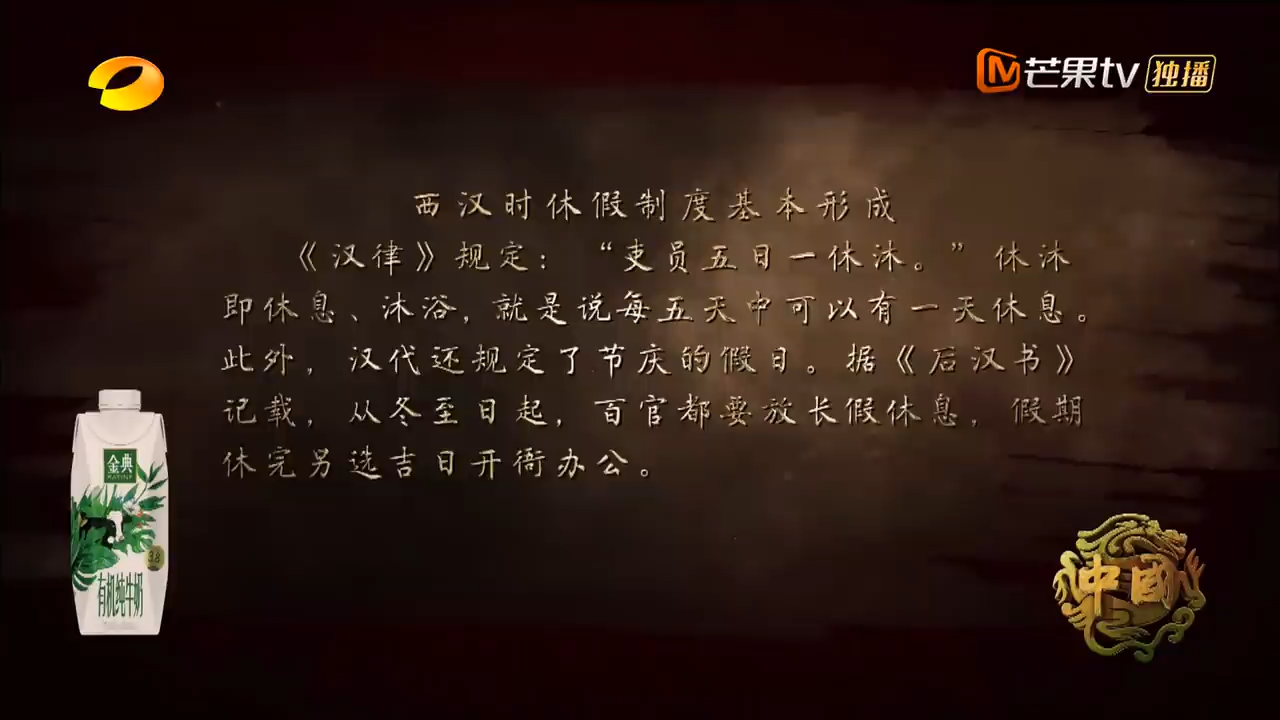 芒果tv 独播
西汉时休假制度基本形成
《汉律》规定：“吏员五日一休沐。”休沐
即休息、沐浴，就是说每五天中可以有一天休息。
此外，汉代还规定了节庆的假日。据《后汉书》
记载，从冬至日起，百官都要放长假休息，假期
休完另选吉日开衙办公。
金典
3.8
有机纯牛奶
中国